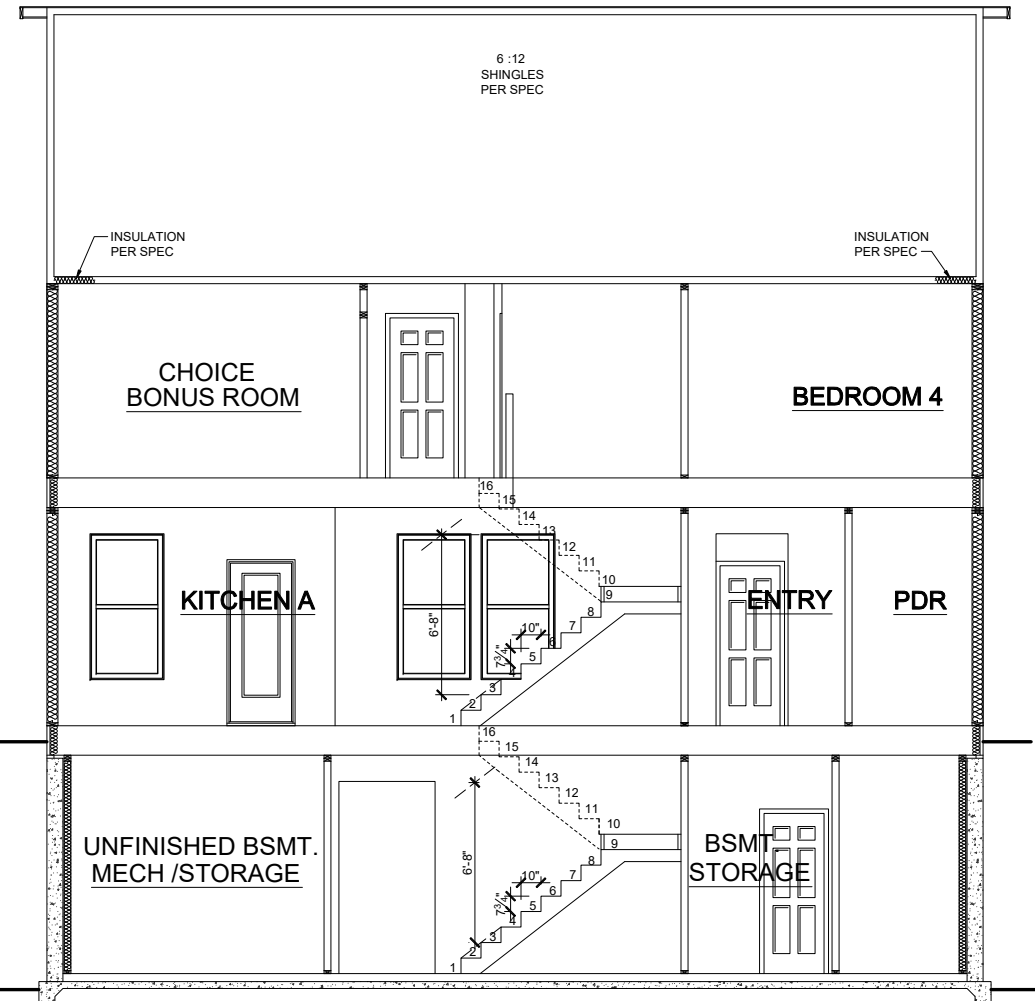 6 :12
SHINGLES
PER SPEC
INSULATION
PER SPEC
INSULATION
PER SPEC
CHOICE
BONUS ROOM
BEDROOM 4
16
15
14
13
12
11
10
9
8
7
6
5
4
3
2
1
6'-8"
10"
7¾"
KITCHEN A
ENTRY
PDR
16
15
14
13
12
11
10
9
8
7
6
5
4
3
2
1
6'-8"
10"
7¾"
UNFINISHED BSMT.
MECH /STORAGE
BSMT
STORAGE